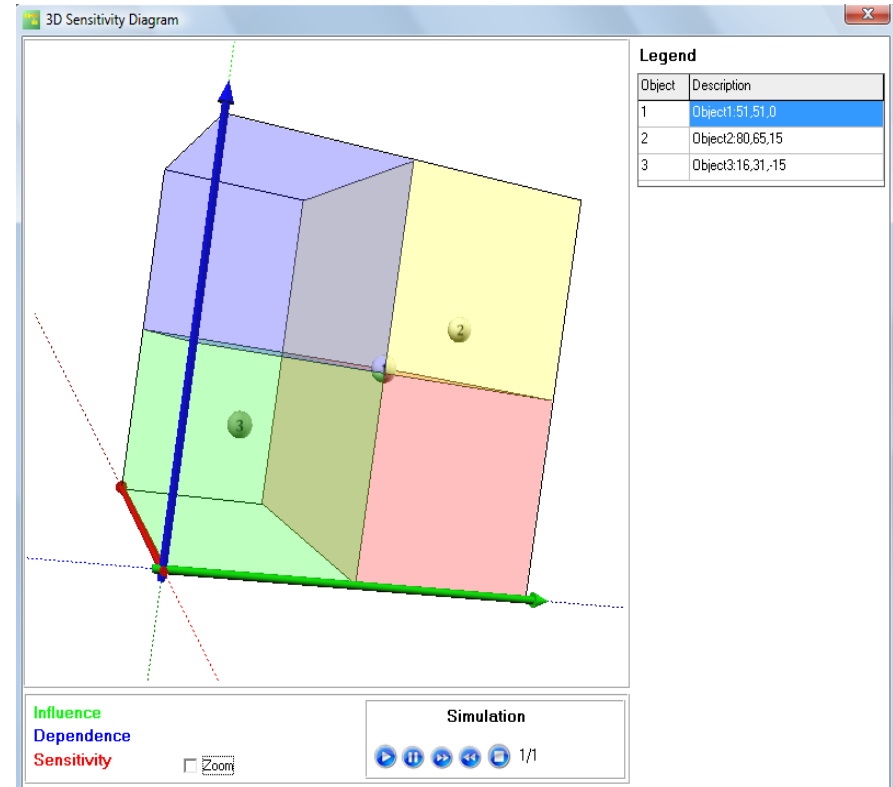 3D Sensitivity Diagram
Legend
Object Description
1 Object1:51,51,0
2 Object2:80,65,15
3 Object3:16,31,-15
2
3
Influence
Dependence
Sensitivity
Zoom
Simulation
1/1